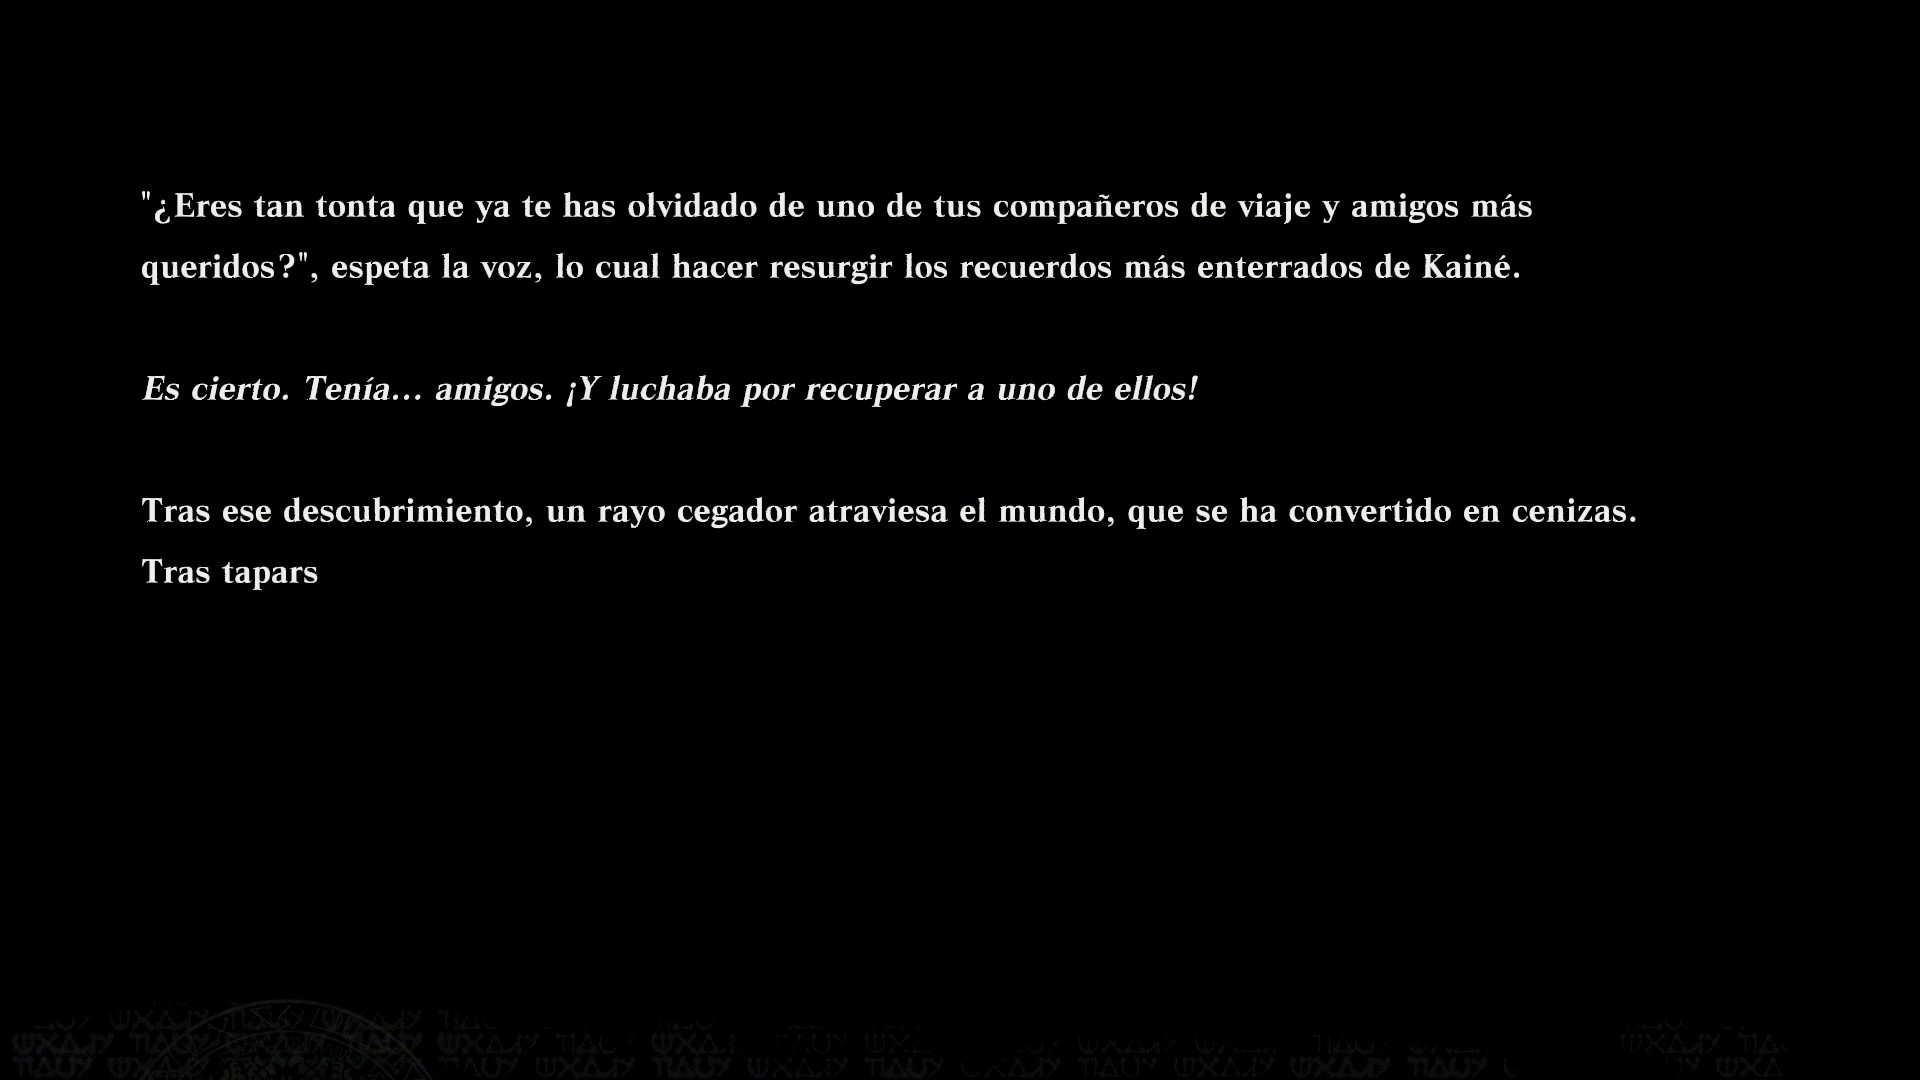 "¿Eres tan tonta que ya te has olvidado de uno de tus compañeros de viaje y amigos más
queridos?", espeta la voz, lo cual hacer resurgir los recuerdos más enterrados de Kainé.
Es cierto. Tenía... amigos. ¡Y luchaba por recuperar a uno de ellos!
Tras ese descubrimiento, un rayo cegador atraviesa el mundo, que se ha convertido en cenizas.
Tras tapars